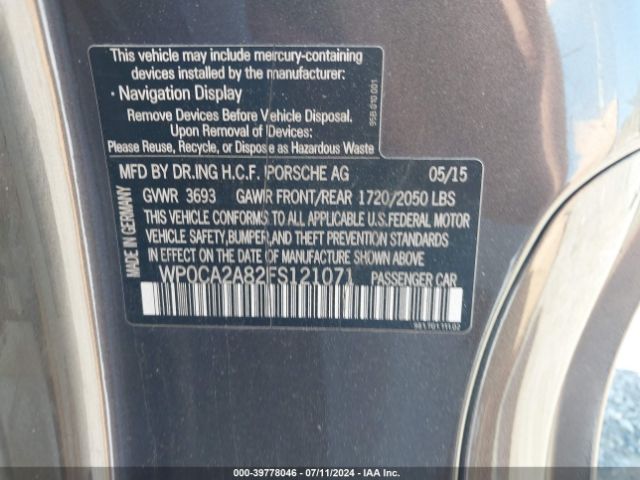 This vehicle may include mercury-containing
devices installed by the manufacturer:
• Navigation Display
Remove Devices Before Vehicle Disposal.
Upon Removal of Devices:
Please Reuse, Recycle, or Dispose as Hazardous Waste
95B 010 001
MFD BY DR.ING H.C.F. PORSCHE AG 05/15
GVWR 3693 GAWR FRONT/REAR 1720/2050 LBS
THIS VEHICLE CONFORMS TO ALL APPLICABLE U.S.FEDERAL MOTOR
VEHICLE SAFETY,BUMPER,AND THEFT PREVENTION STANDARDS
IN EFFECT ON THE DATE OF MANUFACTURE SHOWN ABOVE.
WP0CA2A82FS121071 PASSENGER CAR
MADE IN GERMANY
000-39778046 - 07/11/2024 - IAA Inc.